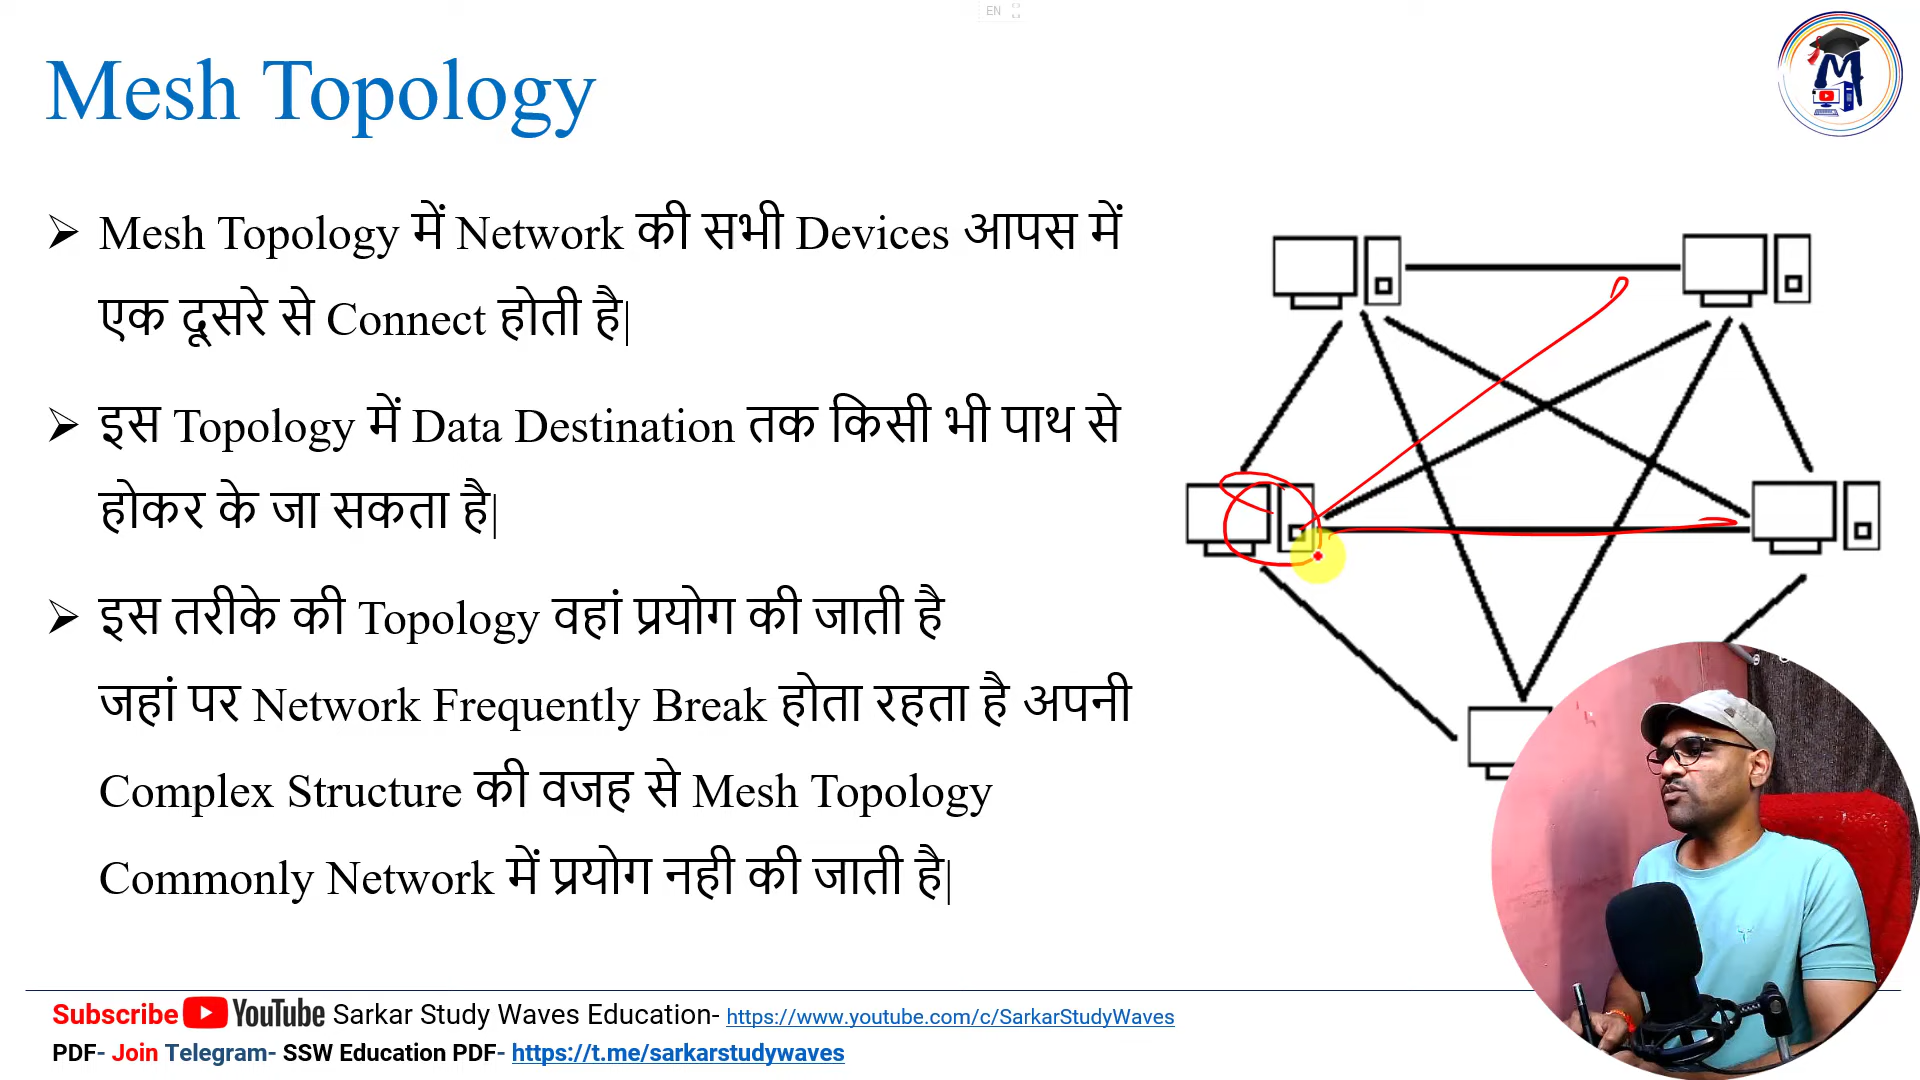 EN
Mesh Topology
➢ Mesh Topology में Network की सभी Devices आपस में
एक दूसरे से Connect होती है|
➢ इस Topology में Data Destination तक किसी भी पाथ से
होकर के जा सकता है|
➢ इस तरीके की Topology वहां प्रयोग की जाती है
जहां पर Network Frequently Break होता रहता है अपनी
Complex Structure की वजह से Mesh Topology
Commonly Network में प्रयोग नही की जाती है|
Subscribe YouTube Sarkar Study Waves Education- https://www.youtube.com/c/SarkarStudyWaves
PDF- Join Telegram- SSW Education PDF- https://t.me/sarkarstudywaves